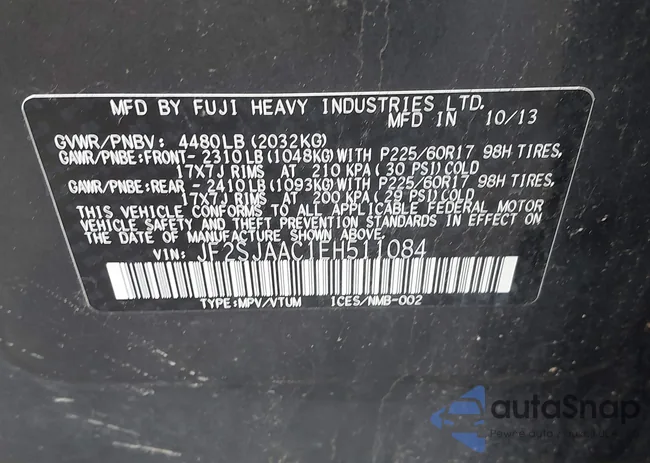 MFD BY FUJI HEAVY INDUSTRIES LTD.
MFD IN 10/13
GVWR/PNBV: 4480LB(2032KG)
GAWR/PNBE:FRONT- 2310LB(1048KG)WITH P225/60R17 98H TIRES,
17X7J RIMS AT 210 KPA(30 PSI)COLD
GAWR/PNBE:REAR -2410LB(1093KG)WITH P225/60R17 98H TIRES,
17X7J RIMS AT 200 KPA(29 PSI)COLD
THIS VEHICLE CONFORMS TO ALL APPLICABLE FEDERAL MOTOR
VEHICLE SAFETY AND THEFT PREVENTION STANDARDS IN EFFECT ON
THE DATE OF MANUFACTURE SHOWN ABOVE.
VIN: JF2SJAAC1EH511084
TYPE:MPV/VTUM ICES/NMB-002
autoSnap